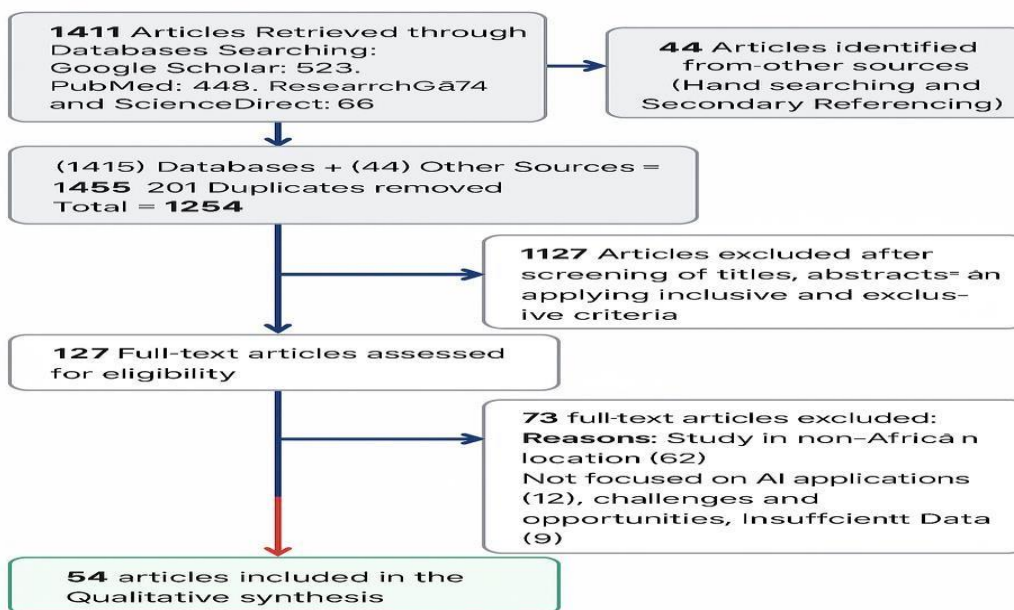 1411 Articles Retrieved through
Databases Searching:
Google Scholar: 523.
PubMed: 448. ResearrchGā74
and ScienceDirect: 66
44 Articles identified
from-other sources
(Hand searching and
Secondary Referencing)
(1415) Databases + (44) Other Sources =
1455 201 Duplicates removed
Total = 1254
1127 Articles excluded after
screening of titles, abstracts= án
applying inclusive and exclus-
ive criteria
127 Full-text articles assessed
for eligibility
73 full-text articles excluded:
Reasons: Study in non-Africȧn
location (62)
Not focused on AI applications
(12), challenges and
opportunities, Insuffcientt Data
(9)
54 articles included in the
Qualitative synthesis